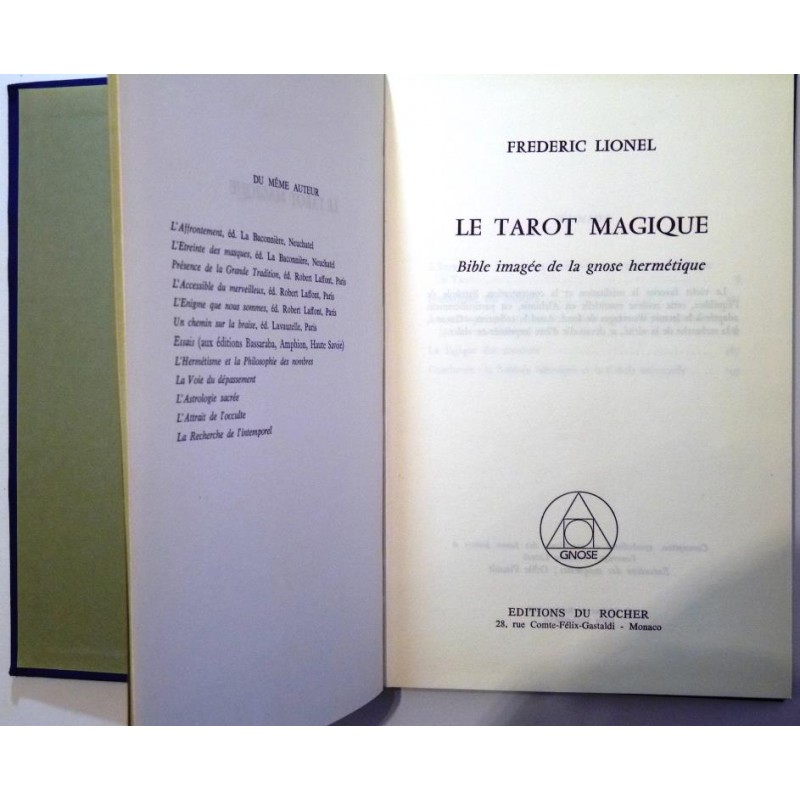 DU MÊME AUTEUR
L'Affrontement, éd. La Baconnière, Neuchatel
L'Etreinte des masques, éd. La Baconnière, Neuchatel
Présence de la Grande Tradition, éd. Robert Laffont, Paris
L'Accessible du merveilleux, éd. Robert Laffont, Paris
L'Enigme que nous sommes, éd. Robert Laffont, Paris
Un chemin sur la braise, éd. Lavauzelle, Paris
Essais (aux éditions Bassaraba, Amphion, Haute Savoir)
L'Hermétisme et la Philosophie des nombres
La Voie du dépassement
L'Astrologie sacrée
L'Attrait de l'occulte
La Recherche de l'intemporel
FREDERIC LIONEL
LE TAROT MAGIQUE
Bible imagée de la gnose hermétique
GNOSE
EDITIONS DU ROCHER
28, rue Comte-Félix-Gastaldi - Monaco